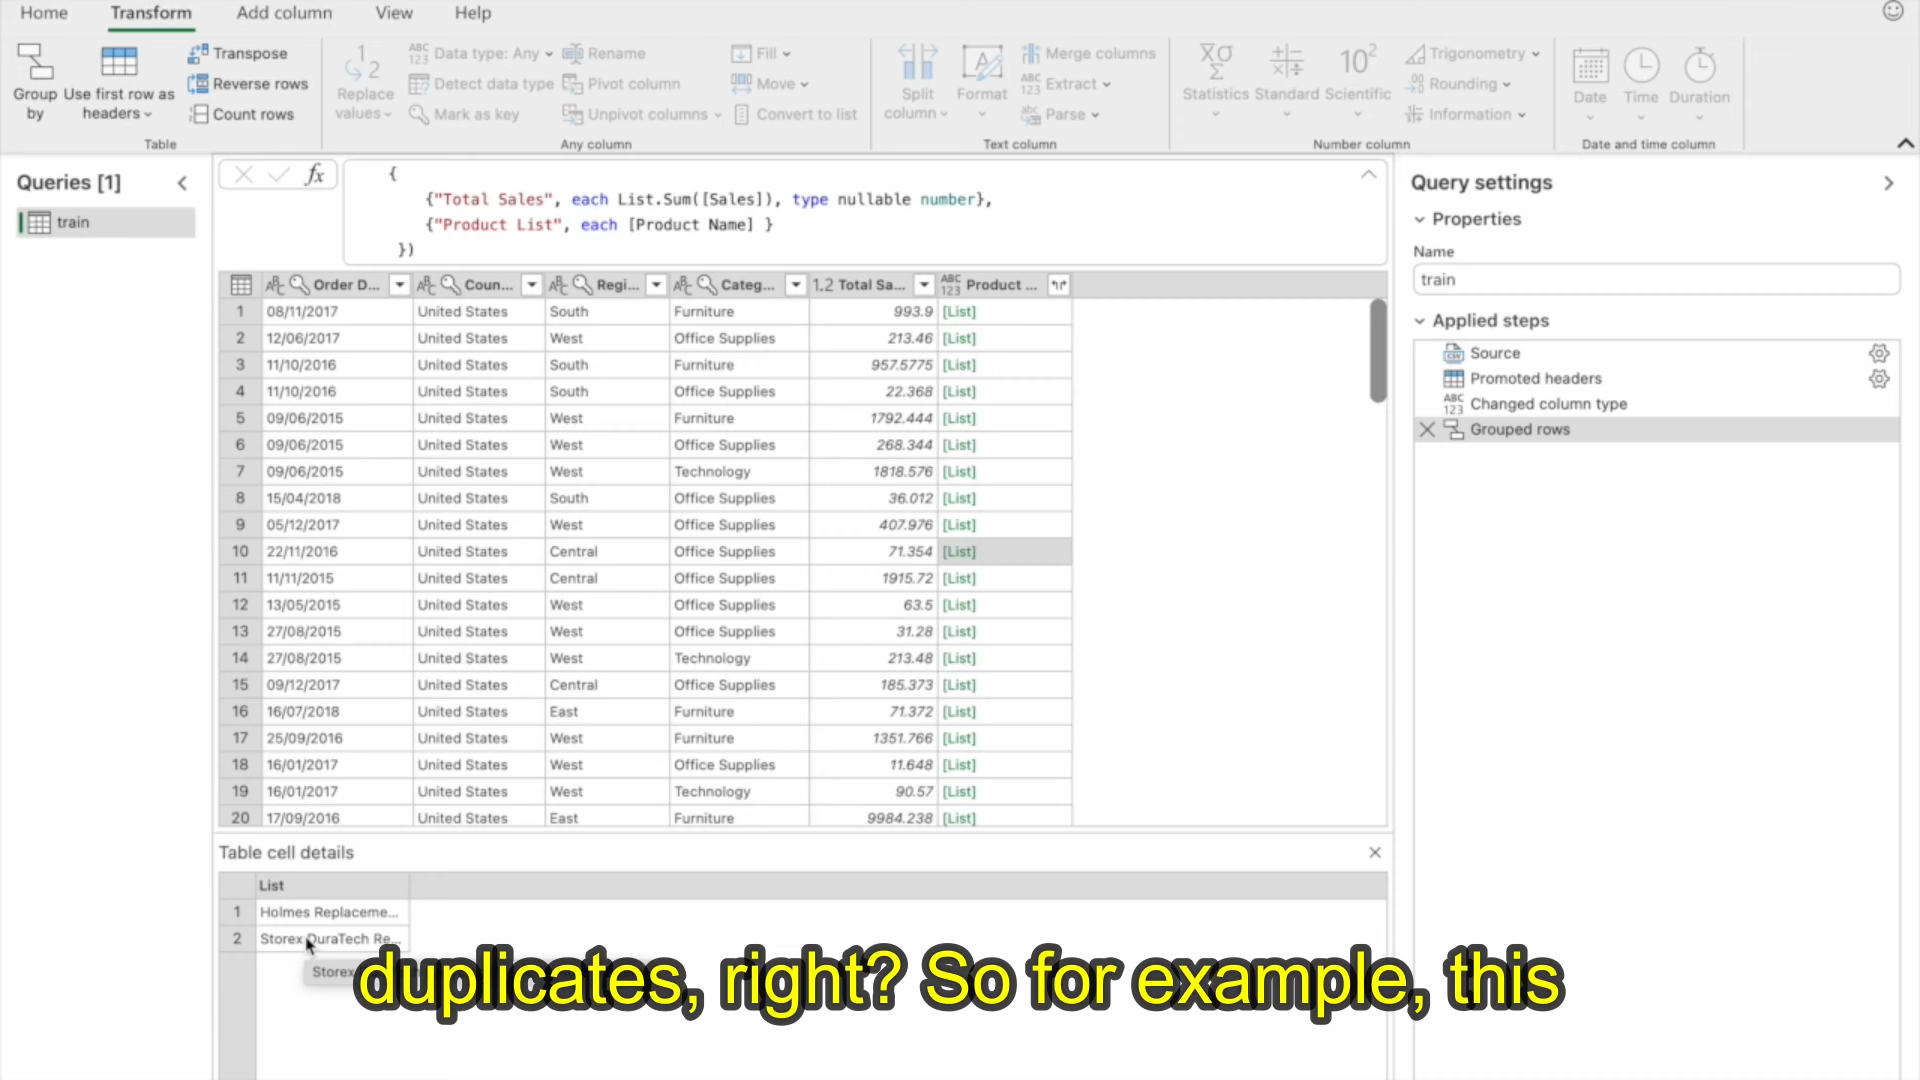 Home Transform Add column View Help
Group by
Use first row as headers
Transpose
Reverse rows
Count rows
Table
Replace values
Data type: Any
Detect data type
Mark as key
Rename
Pivot column
Unpivot columns
Fill
Move
Convert to list
Any column
Split column
Format
Merge columns
Extract
Parse
Text column
Statistics
Standard
Scientific
Trigonometry
Rounding
Information
Number column
Date
Time
Duration
Date and time column
Queries [1]
train
fx
{
{"Total Sales", each List.Sum([Sales]), type nullable number},
{"Product List", each [Product Name] }
})
Order D... Coun... Regi... Categ... 1.2 Total Sa... ABC 123 Product ...
1 08/11/2017 United States South Furniture 993.9 [List]
2 12/06/2017 United States West Office Supplies 213.46 [List]
3 11/10/2016 United States South Furniture 957.5775 [List]
4 11/10/2016 United States South Office Supplies 22.368 [List]
5 09/06/2015 United States West Furniture 1792.444 [List]
6 09/06/2015 United States West Office Supplies 268.344 [List]
7 09/06/2015 United States West Technology 1818.576 [List]
8 15/04/2018 United States South Office Supplies 36.012 [List]
9 05/12/2017 United States West Office Supplies 407.976 [List]
10 22/11/2016 United States Central Office Supplies 71.354 [List]
11 11/11/2015 United States Central Office Supplies 1915.72 [List]
12 13/05/2015 United States West Office Supplies 63.5 [List]
13 27/08/2015 United States West Office Supplies 31.28 [List]
14 27/08/2015 United States West Technology 213.48 [List]
15 09/12/2017 United States Central Office Supplies 185.373 [List]
16 16/07/2018 United States East Furniture 71.372 [List]
17 25/09/2016 United States West Furniture 1351.766 [List]
18 16/01/2017 United States West Office Supplies 11.648 [List]
19 16/01/2017 United States West Technology 90.57 [List]
20 17/09/2016 United States East Furniture 9984.238 [List]
Table cell details
List
1 Holmes Replaceme...
2 Storex DuraTech Re...
Storex
duplicates, right? So for example, this
Query settings
Properties
Name
train
Applied steps
Source
Promoted headers
Changed column type
Grouped rows